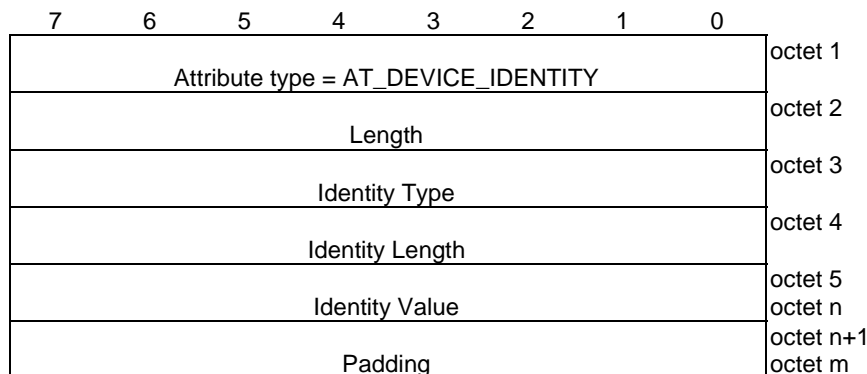 7 6 5 4 3 2 1 0
octet 1
Attribute type = AT_DEVICE_IDENTITY
octet 2
Length
octet 3
Identity Type
octet 4
Identity Length
octet 5
Identity Value octet n
octet n+1
Padding octet m